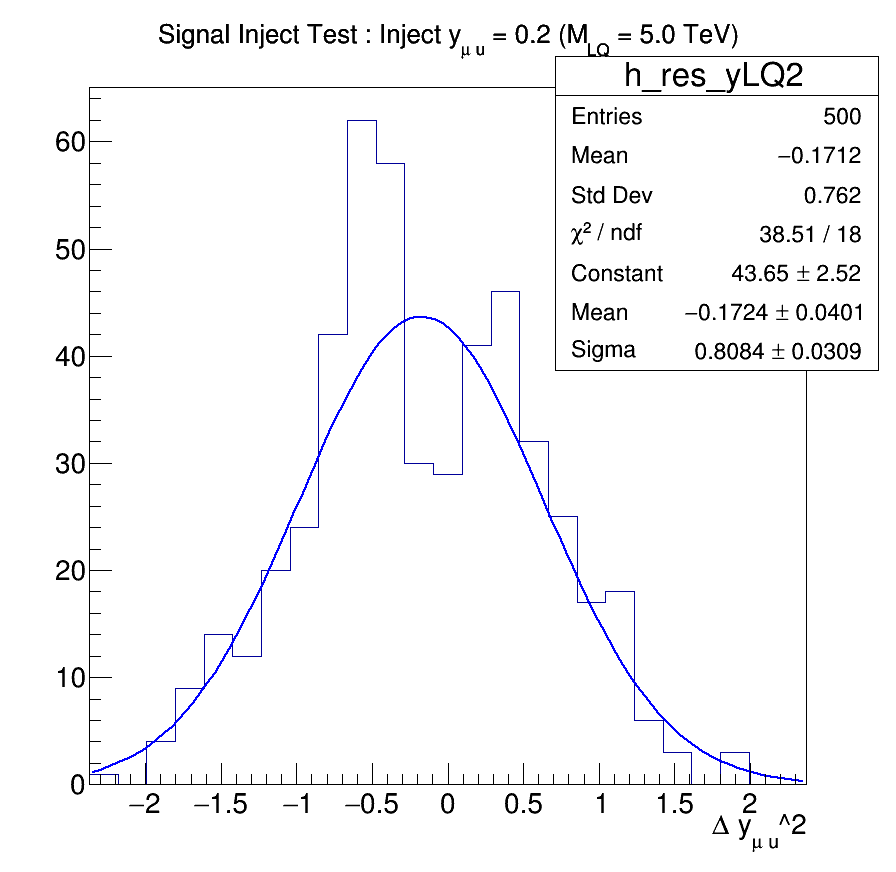 Signal Inject Test : Inject y_μ u = 0.2 (M_LQ = 5.0 TeV)
h_res_yLQ2
Entries 500
Mean −0.1712
Std Dev 0.762
χ² / ndf 38.51 / 18
Constant 43.65 ± 2.52
Mean −0.1724 ± 0.0401
Sigma 0.8084 ± 0.0309
60
50
40
30
20
10
0
−2 −1.5 −1 −0.5 0 0.5 1 1.5 2
Δ y_μ u^2